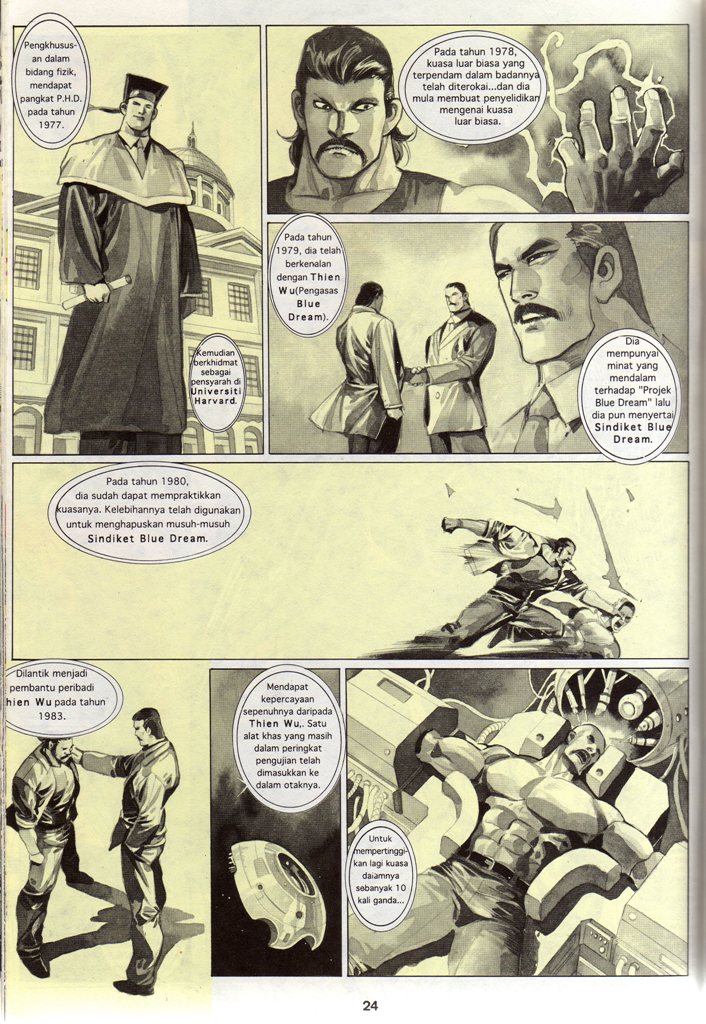 Pengkhusus-
an dalam
bidang fizik,
mendapat
pangkat P.H.D.
pada tahun
1977.
Kemudian
berkhidmat
sebagai
pensyarah di
Universiti
Harvard.
Pada tahun 1978,
kuasa luar biasa yang
terpendam dalam badannya
telah diterokai...dan dia
mula membuat penyelidikan
mengenai kuasa
luar biasa.
Pada tahun
1979, dia telah
berkenalan
dengan Thien
Wu(Pengasas
Blue
Dream).
Dia
mempunyai
minat yang
mendalam
terhadap "Projek
Blue Dream" lalu
dia pun menyertai
Sindiket Blue
Dream.
Pada tahun 1980,
dia sudah dapat mempraktikkan
kuasanya. Kelebihannya telah digunakan
untuk menghapuskan musuh-musuh
Sindiket Blue Dream.
Dilantik menjadi
pembantu peribadi
hien Wu pada tahun
1983.
Mendapat
kepercayaan
sepenuhnya daripada
Thien Wu,. Satu
alat khas yang masih
dalam peringkat
pengujian telah
dimasukkan ke
dalam otaknya.
Untuk
mempertinggi-
kan lagi kuasa
dalamnya
sebanyak 10
kali ganda...
24